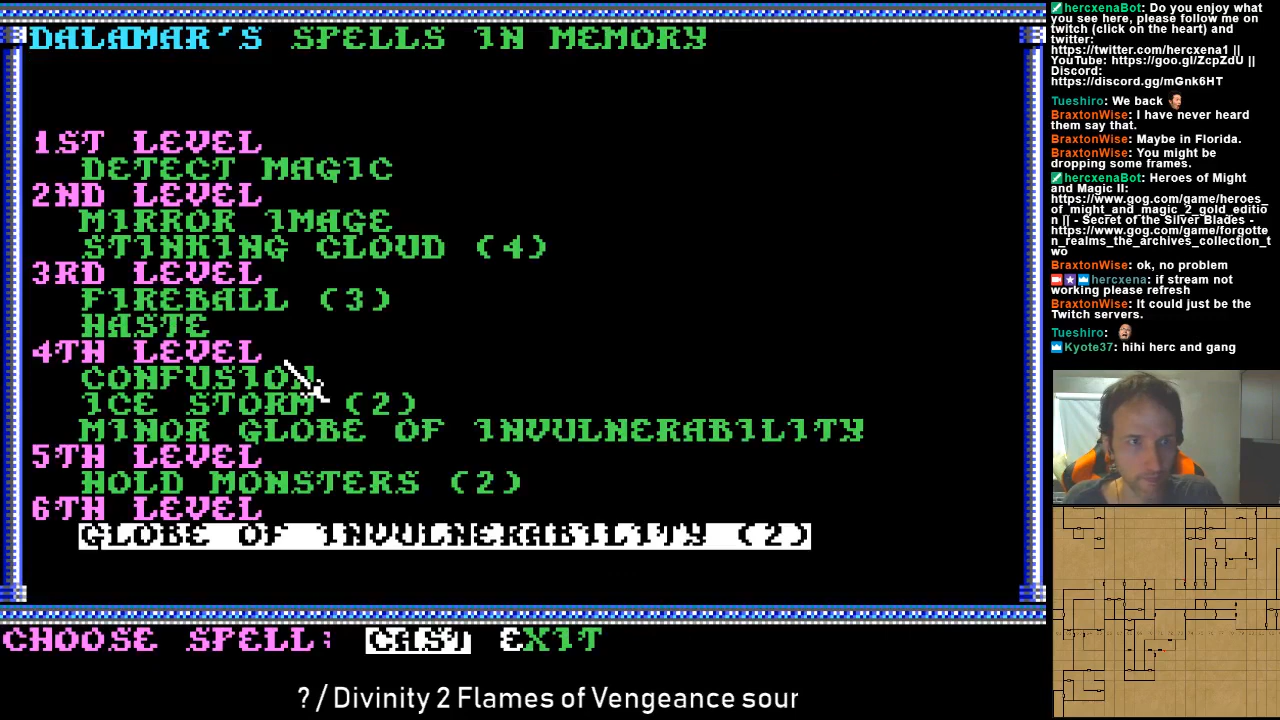 DALAMAR'S SPELLS IN MEMORY
1ST LEVEL
DETECT MAGIC
2ND LEVEL
MIRROR IMAGE
STINKING CLOUD (4)
3RD LEVEL
FIREBALL (3)
HASTE
4TH LEVEL
CONFUSION
ICE STORM (2)
MINOR GLOBE OF INVULNERABILITY
5TH LEVEL
HOLD MONSTERS (2)
6TH LEVEL
GLOBE OF INVULNERABILITY (2)
CHOOSE SPELL: CAST EXIT
? / Divinity 2 Flames of Vengeance sour
hercxenaBot: Do you enjoy what
you see here, please follow me on
twitch (click on the heart) and
twitter:
https://twitter.com/hercxena1 ||
YouTube: https://goo.gl/ZcpZdU ||
Discord:
https://discord.gg/mGnk6HT
Tueshiro: We back
BraxtonWise: I have never heard
them say that.
BraxtonWise: Maybe in Florida.
BraxtonWise: You might be
dropping some frames.
hercxenaBot: Heroes of Might
and Magic II:
https://www.gog.com/game/heroes_
of_might_and_magic_2_gold_editio
n || - Secret of the Silver Blades -
https://www.gog.com/game/forgotte
n_realms_the_archives_collection_t
wo
BraxtonWise: ok, no problem
hercxena: if stream not
working please refresh
BraxtonWise: It could just be the
Twitch servers.
Tueshiro:
Kyote37: hihi herc and gang